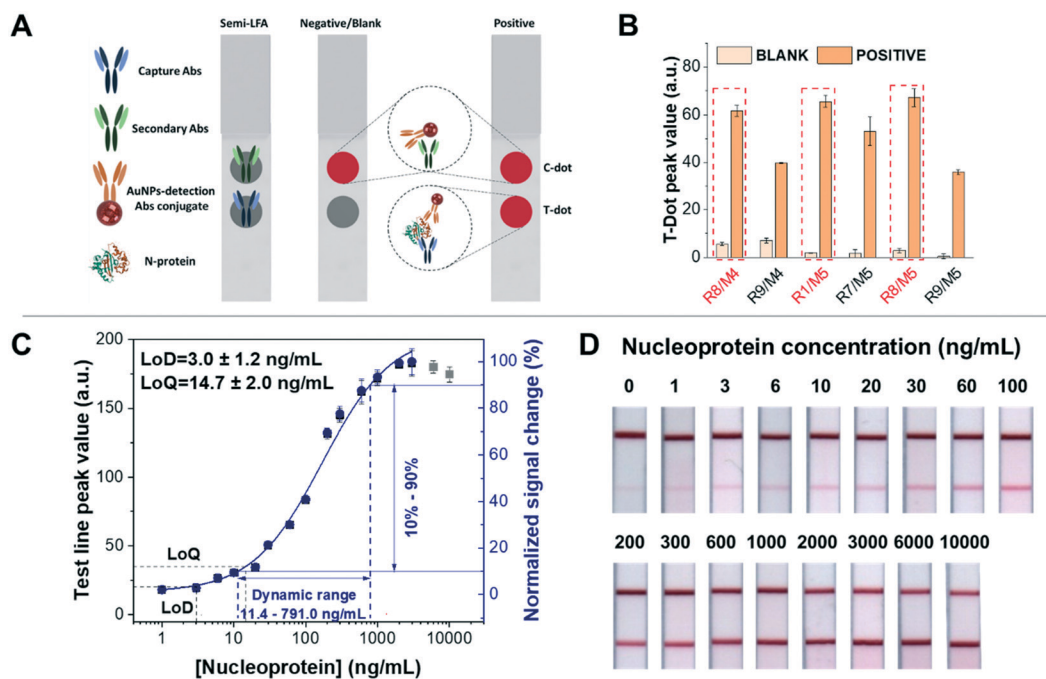 A
Semi-LFA
Negative/Blank
Positive
Capture Abs
Secondary Abs
AuNPs-detection
Abs conjugate
N-protein
C-dot
T-dot
B
BLANK
POSITIVE
T-Dot peak value (a.u.)
80
60
40
20
0
R8/M4
R9/M4
R1/M5
R7/M5
R8/M5
R9/M5
C
LoD=3.0 ± 1.2 ng/mL
LoQ=14.7 ± 2.0 ng/mL
Test line peak value (a.u.)
200
175
150
125
100
75
50
25
0
LoQ
LoD
10% - 90%
Dynamic range
11.4 - 791.0 ng/mL
Normalized signal change (%)
100
80
60
40
20
0
1 10 100 1000 10000
[Nucleoprotein] (ng/mL)
D
Nucleoprotein concentration (ng/mL)
0 1 3 6 10 20 30 60 100
200 300 600 1000 2000 3000 6000 10000